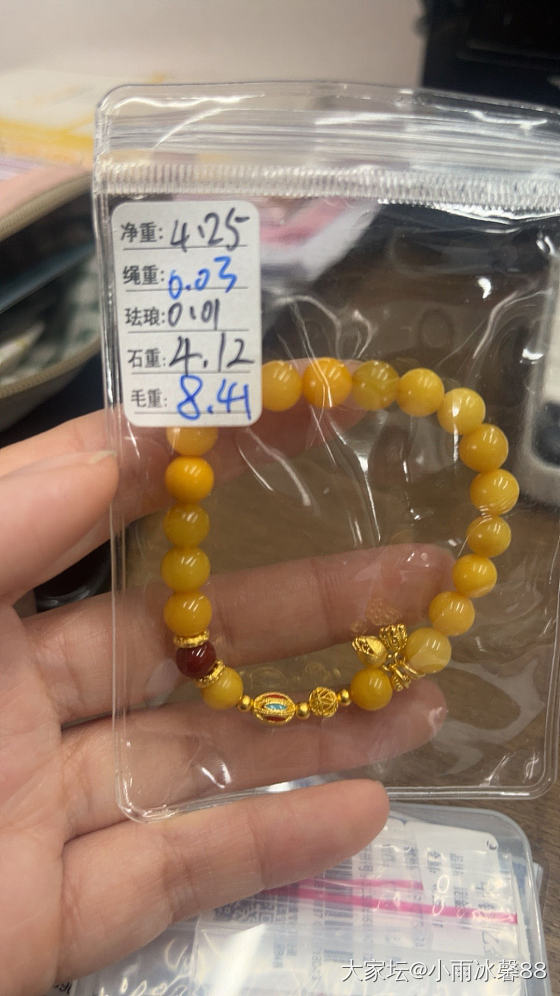 净重: 4.25
绳重: 0.03
珐琅: 0.01
石重: 4.12
毛重: 8.41
大家坛@小雨冰馨88